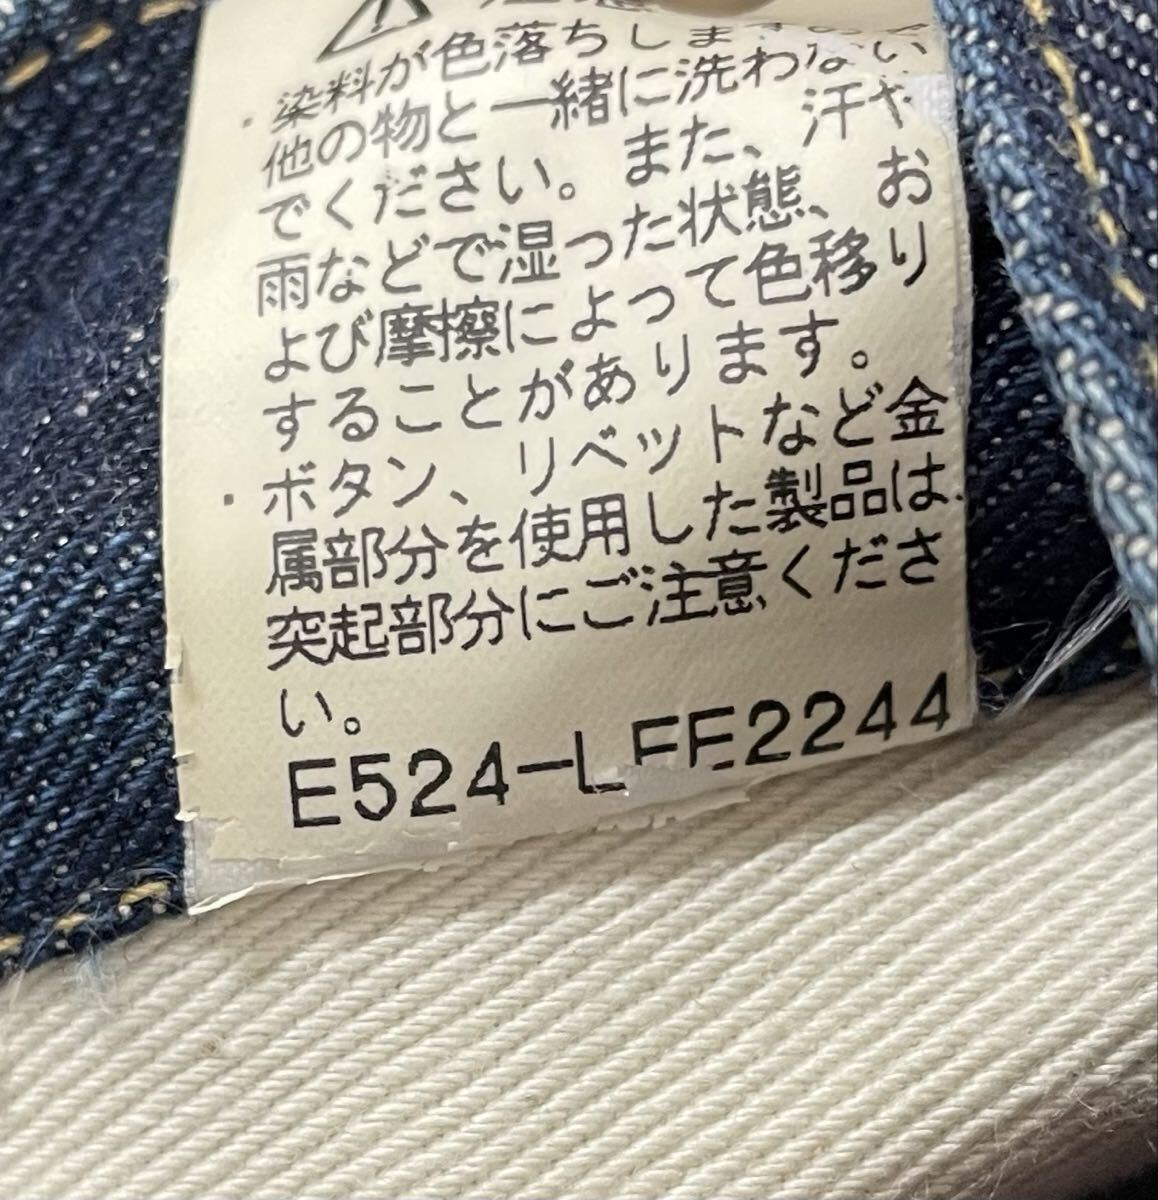 ・染料が色落ちしますので
他の物と一緒に洗わない
でください。また、汗や
雨などで湿った状態、お
よび摩擦によって色移り
することがあります。
・ボタン、リベットなど金
属部分を使用した製品は、
突起部分にご注意くださ
い。
E524-LEE2244